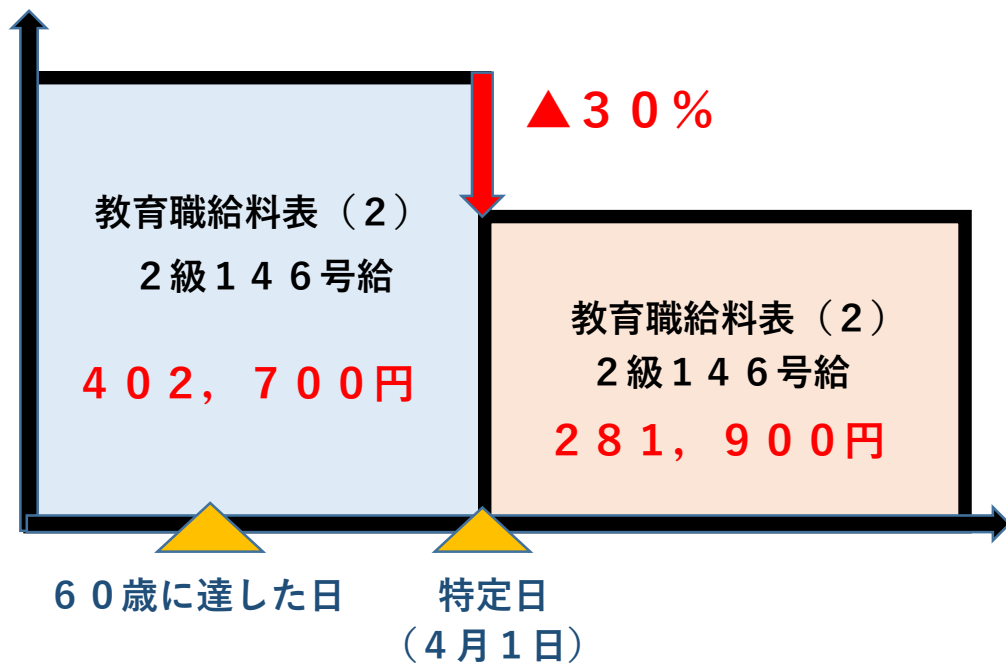 ▲３０％
教育職給料表（２）
２級１４６号給
４０２，７００円
教育職給料表（２）
２級１４６号給
２８１，９００円
６０歳に達した日
特定日
（４月１日）